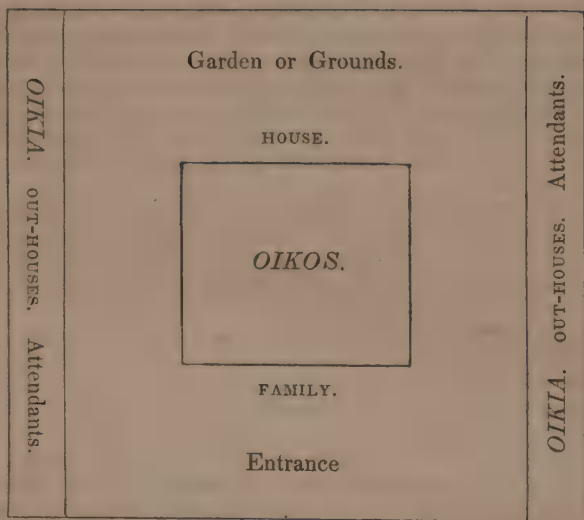 OIKIA. OUT-HOUSES. Attendants.
Garden or Grounds.
HOUSE.
OIKOS.
FAMILY.
Entrance
OIKIA. OUT-HOUSES. Attendants.